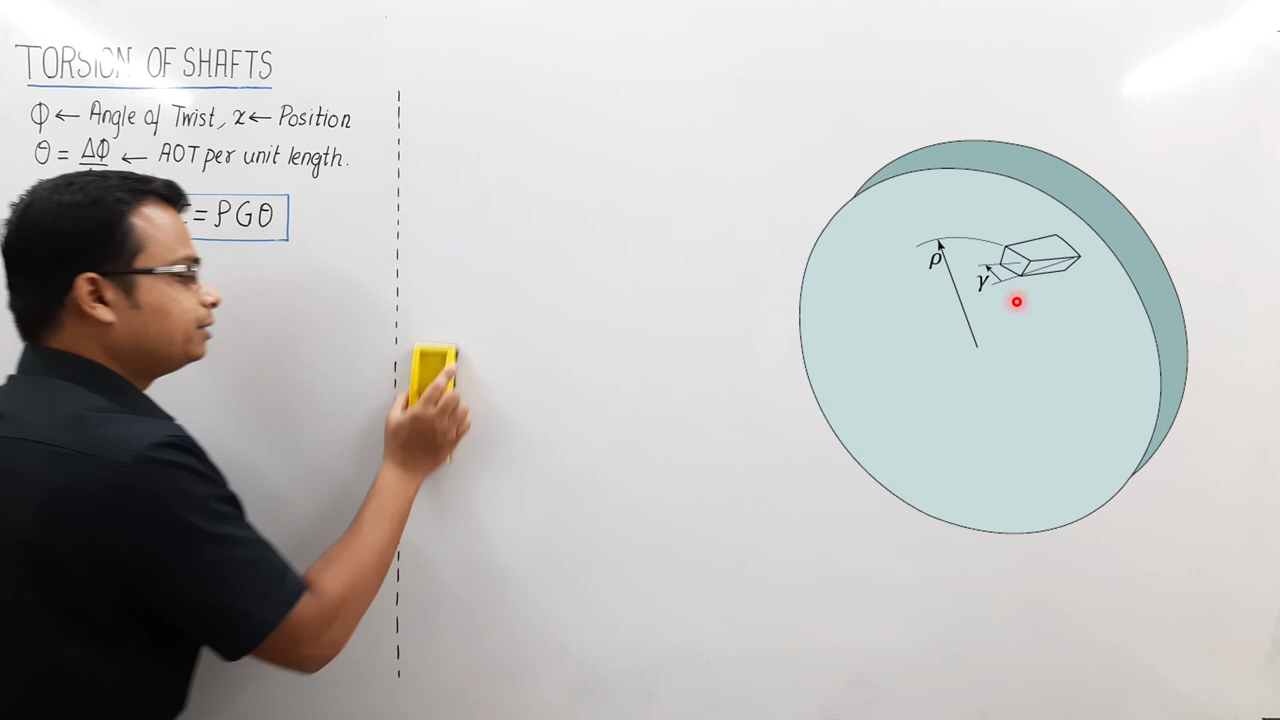 TORSION OF SHAFTS
Φ ← Angle of Twist, x ← Position
θ = ΔΦ ← AOT per unit length.
= ρGθ
ρ
γ